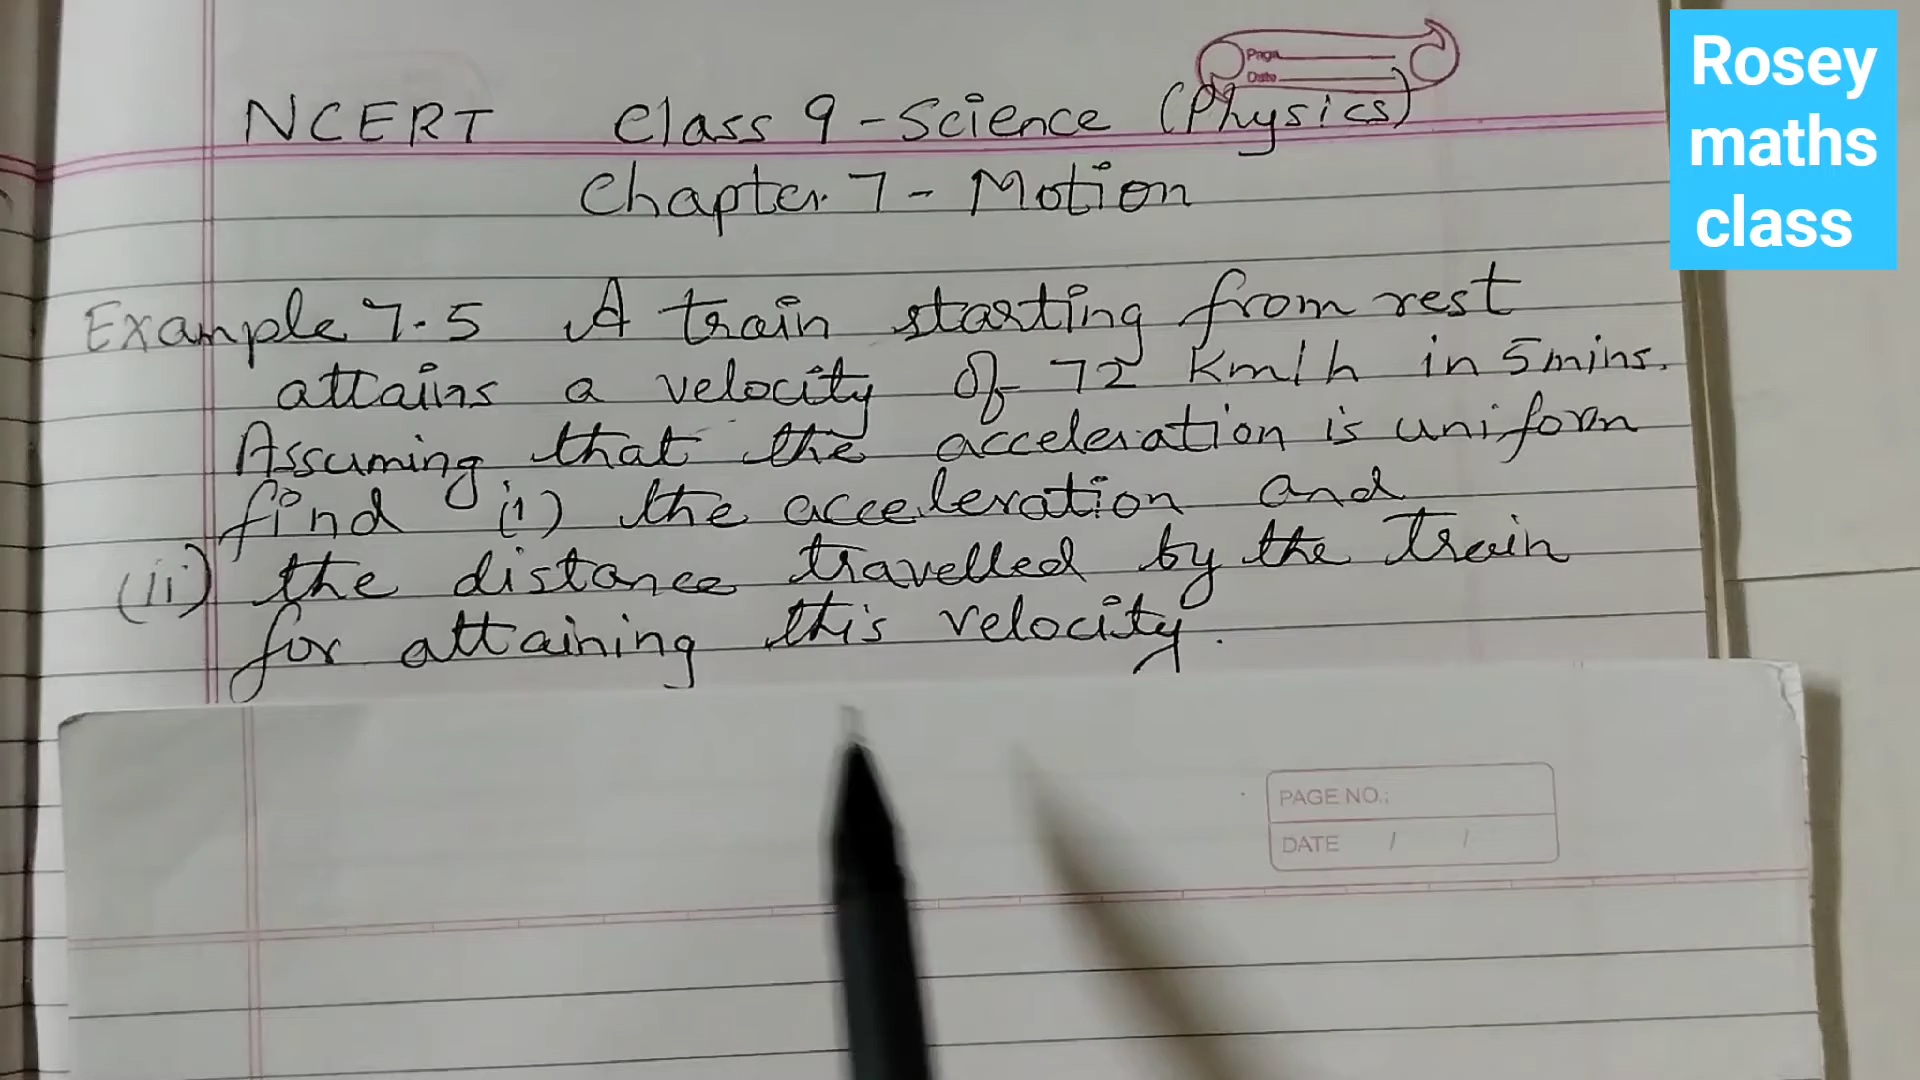 Page
Date
NCERT Class 9 - Science (Physics)
Chapter. 7 - Motion
Example 7.5 A train starting from rest
attains a velocity of 72 Km/h in 5mins.
Assuming that the acceleration is uniform
find (i) the acceleration and
(ii) the distance travelled by the train
for attaining this velocity.
PAGE NO.:
DATE / /
Rosey
maths
class